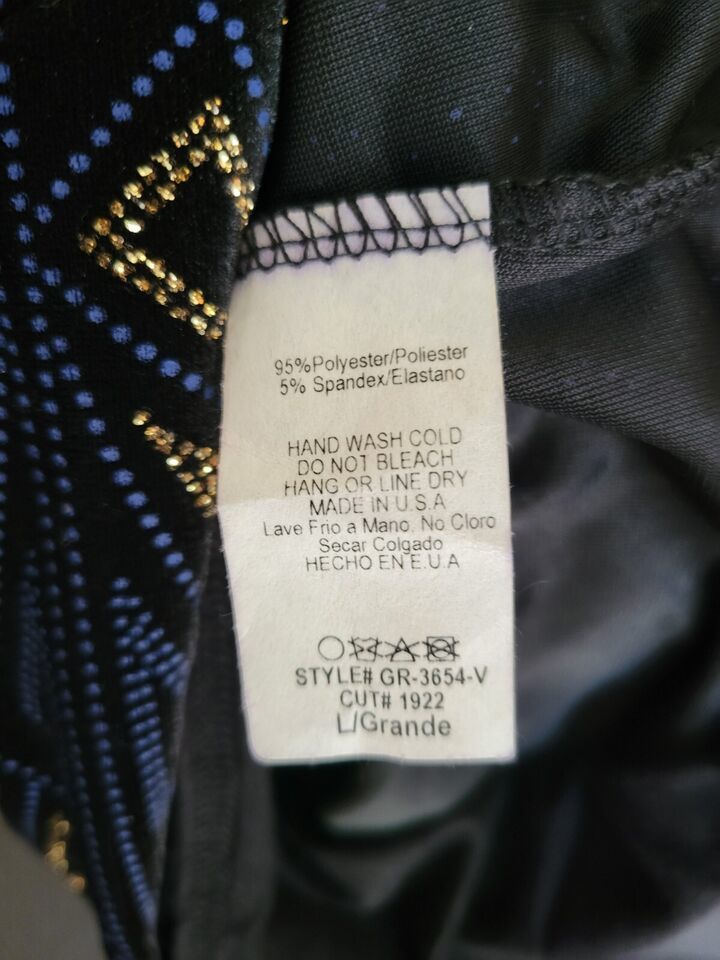 95%Polyester/Poliester
5% Spandex/Elastano
HAND WASH COLD
DO NOT BLEACH
HANG OR LINE DRY
MADE IN U.S.A
Lave Frio a Mano. No Cloro
Secar Colgado
HECHO EN E.U.A
STYLE# GR-3654-V
CUT# 1922
L/Grande